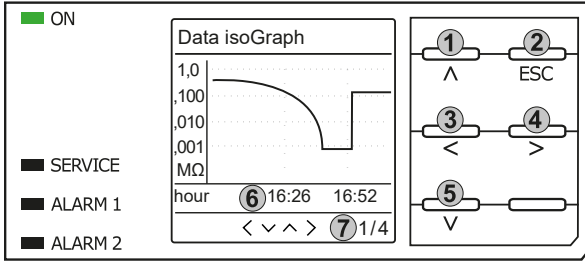 ON
SERVICE
ALARM 1
ALARM 2
Data isoGraph
1,0
,100
,010
,001
MΩ
hour 6 16:26 16:52
< ∨ ∧ > 7 1/4
1 2
∧ ESC
3 4
< >
5
∨